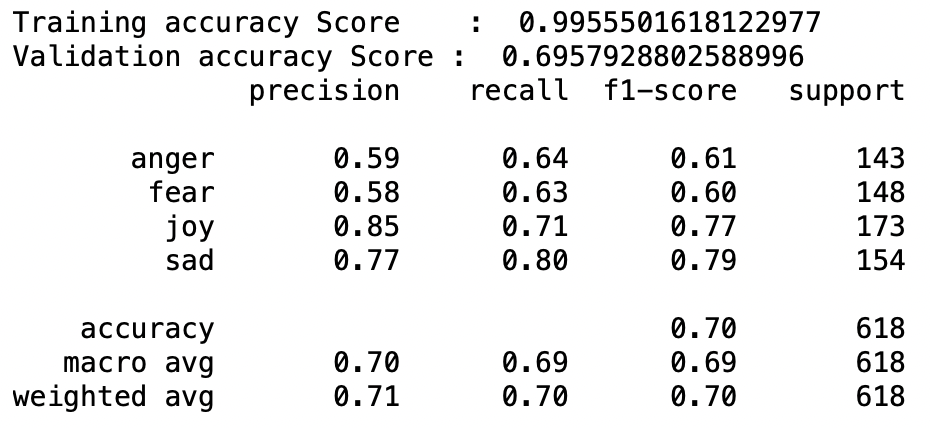 Training accuracy Score    :  0.9955501618122977
Validation accuracy Score :  0.6957928802588996
              precision    recall  f1-score   support

       anger       0.59      0.64      0.61       143
        fear       0.58      0.63      0.60       148
         joy       0.85      0.71      0.77       173
         sad       0.77      0.80      0.79       154

    accuracy                           0.70       618
   macro avg       0.70      0.69      0.69       618
weighted avg       0.71      0.70      0.70       618